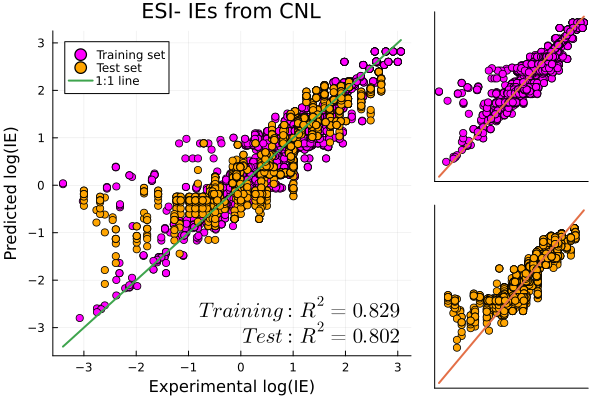 ESI- IEs from CNL
Training set
Test set
1:1 line
Predicted log(IE)
3
2
1
0
−1
−2
−3
Training: R² = 0.829
Test: R² = 0.802
−3 −2 −1 0 1 2 3
Experimental log(IE)